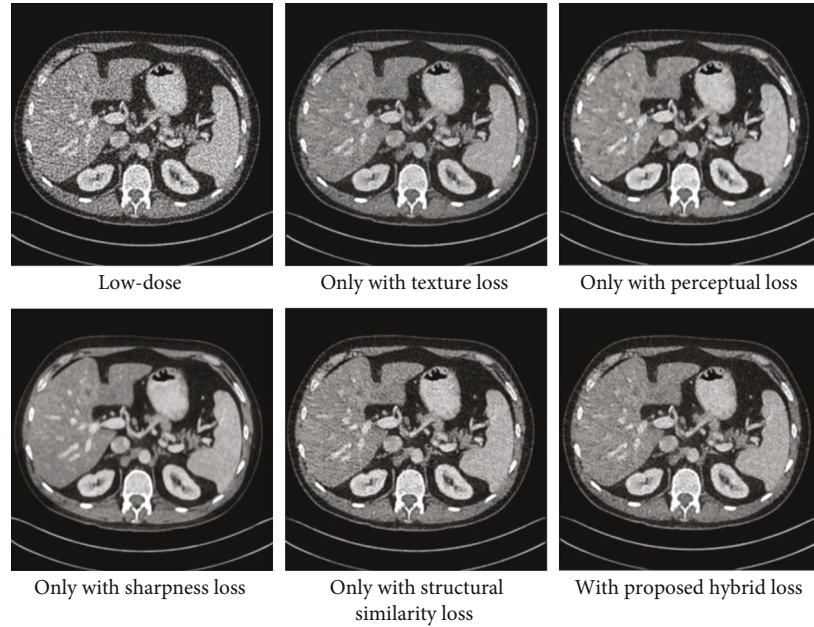 Low-dose
Only with texture loss
Only with perceptual loss
Only with sharpness loss
Only with structural
similarity loss
With proposed hybrid loss